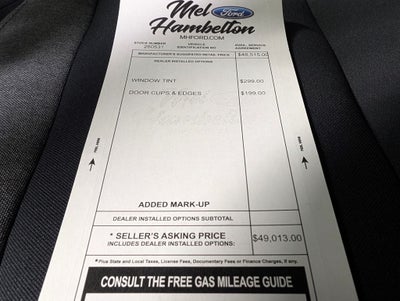 Mel
Ford
Hambelton
MHFORD.COM
STOCK NUMBER VEHICLE IDENTIFICATION NO ADDL. SERVICE AGREEMENT
MANUFACTURER'S SUGGESTED RETAIL PRICE $48,515.00
DEALER INSTALLED OPTIONS
WINDOW TINT $299.00
DOOR CUPS & EDGES $199.00
ADDED MARK-UP
DEALER INSTALLED OPTIONS SUBTOTAL
* SELLER'S ASKING PRICE $49,013.00
INCLUDES DEALER INSTALLED OPTIONS:
* Plus State and Local Taxes, License Fees, Documentary Fees or Finance Charges, if any.
CONSULT THE FREE GAS MILEAGE GUIDE